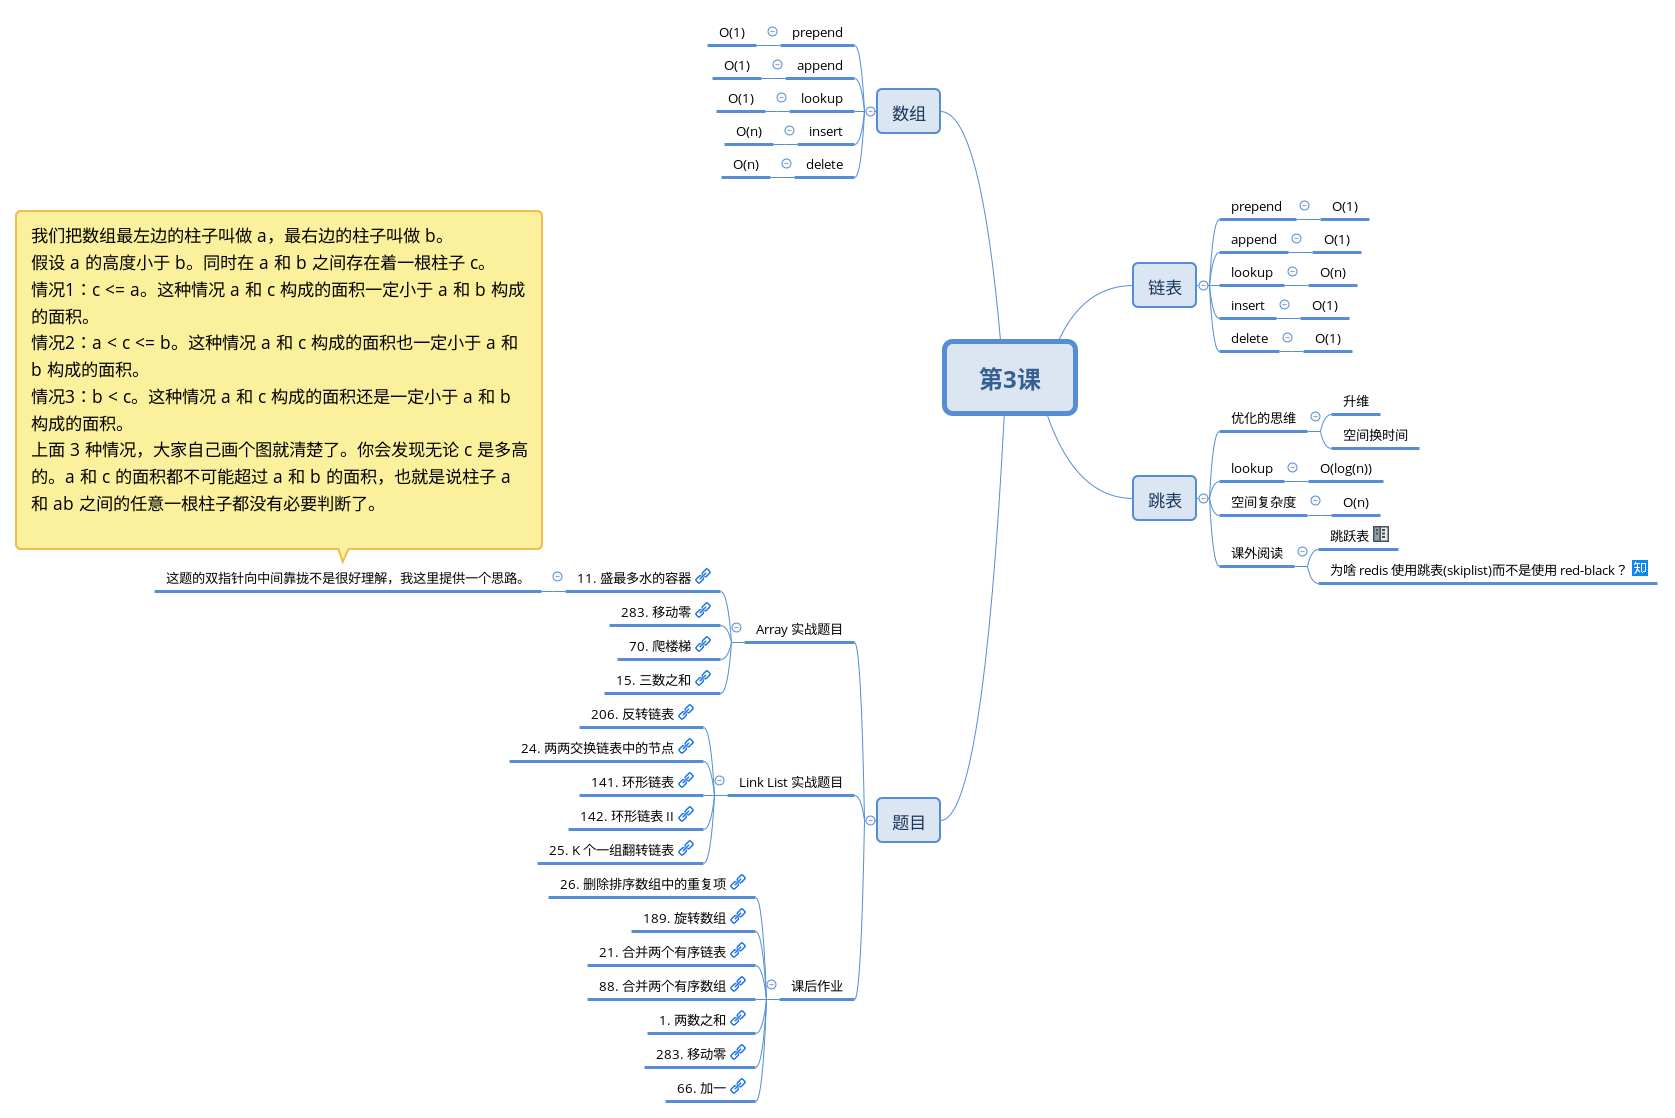 第3课
数组
prepend O(1)
append O(1)
lookup O(1)
insert O(n)
delete O(n)
链表
prepend O(1)
append O(1)
lookup O(n)
insert O(1)
delete O(1)
跳表
优化的思维
升维
空间换时间
lookup O(log(n))
空间复杂度 O(n)
课外阅读
跳跃表
为啥 redis 使用跳表(skiplist)而不是使用 red-black？ 知
题目
Array 实战题目
11. 盛最多水的容器
这题的双指针向中间靠拢不是很好理解，我这里提供一个思路。
我们把数组最左边的柱子叫做 a，最右边的柱子叫做 b。
假设 a 的高度小于 b。同时在 a 和 b 之间存在着一根柱子 c。
情况1：c <= a。这种情况 a 和 c 构成的面积一定小于 a 和 b 构成
的面积。
情况2：a < c <= b。这种情况 a 和 c 构成的面积也一定小于 a 和
b 构成的面积。
情况3：b < c。这种情况 a 和 c 构成的面积还是一定小于 a 和 b
构成的面积。
上面 3 种情况，大家自己画个图就清楚了。你会发现无论 c 是多高
的。a 和 c 的面积都不可能超过 a 和 b 的面积，也就是说柱子 a
和 ab 之间的任意一根柱子都没有必要判断了。
283. 移动零
70. 爬楼梯
15. 三数之和
Link List 实战题目
206. 反转链表
24. 两两交换链表中的节点
141. 环形链表
142. 环形链表 II
25. K 个一组翻转链表
课后作业
26. 删除排序数组中的重复项
189. 旋转数组
21. 合并两个有序链表
88. 合并两个有序数组
1. 两数之和
283. 移动零
66. 加一